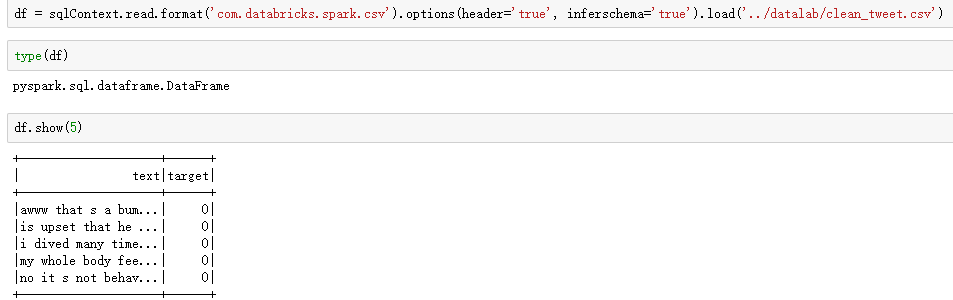 df = sqlContext.read.format('com.databricks.spark.csv').options(header='true', inferschema='true').load('../datalab/clean_tweet.csv')
type(df)
pyspark.sql.dataframe.DataFrame
df.show(5)
+--------------------+------+
|                text|target|
+--------------------+------+
|awww that s a bum...|     0|
|is upset that he ...|     0|
|i dived many time...|     0|
|my whole body fee...|     0|
|no it s not behav...|     0|
+--------------------+------+